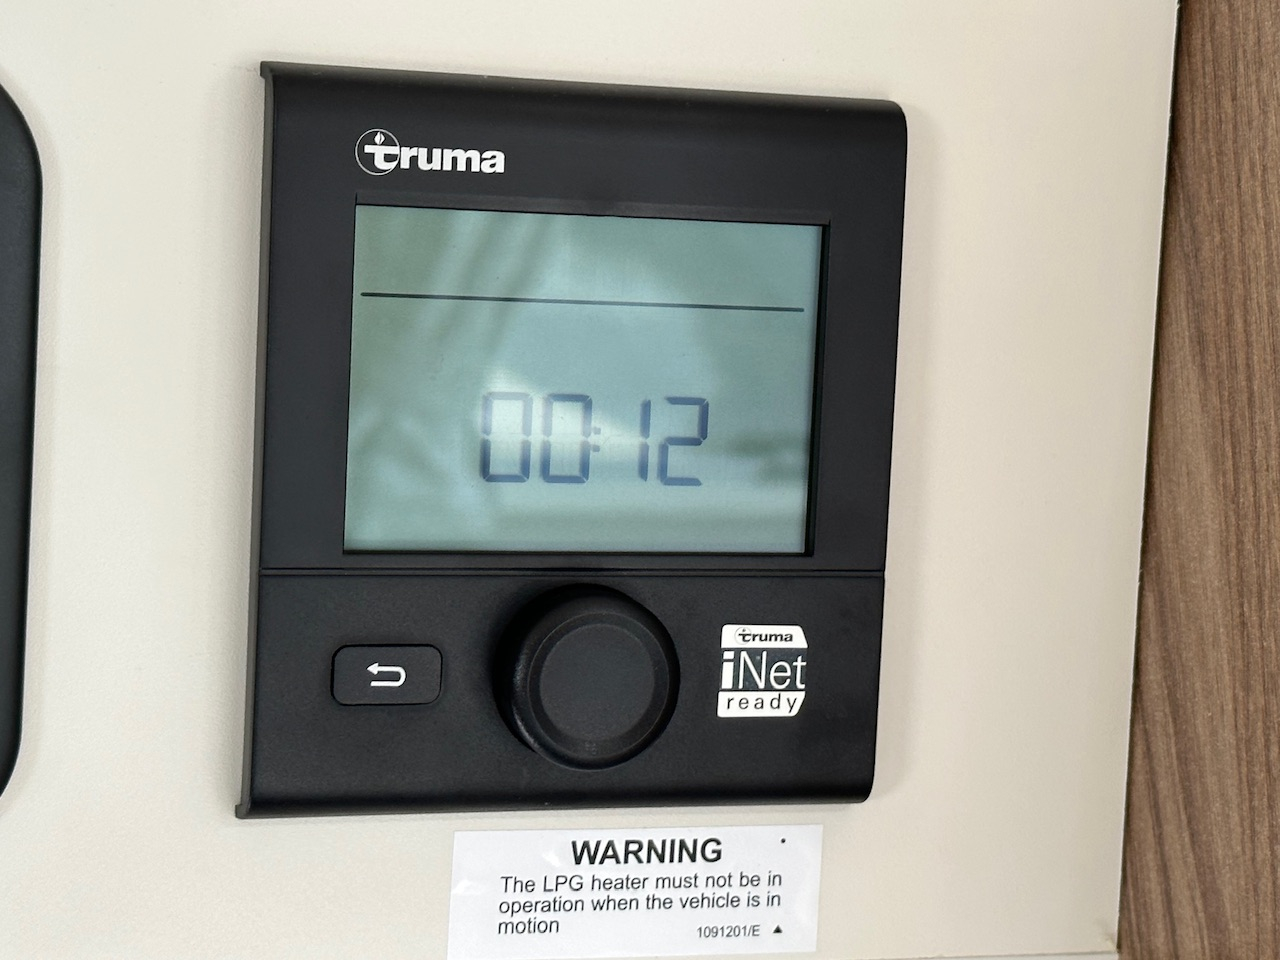 truma
00:12
truma
iNet
ready
WARNING
The LPG heater must not be in
operation when the vehicle is in
motion
1091201/E ▲